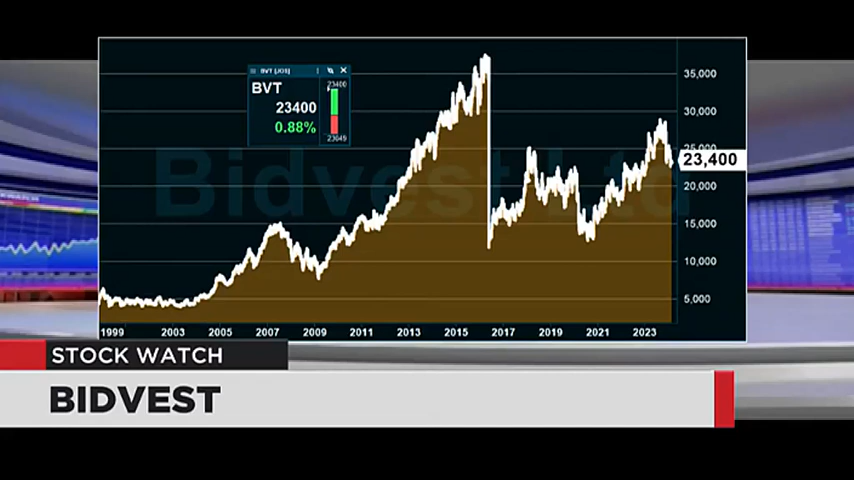 BVT [JOS]
BVT
23400
23400
0.88%
23049
Bidvest Ltd
35,000
30,000
25,000
23,400
20,000
15,000
10,000
5,000
1999 2003 2005 2007 2009 2011 2013 2015 2017 2019 2021 2023
STOCK WATCH
BIDVEST